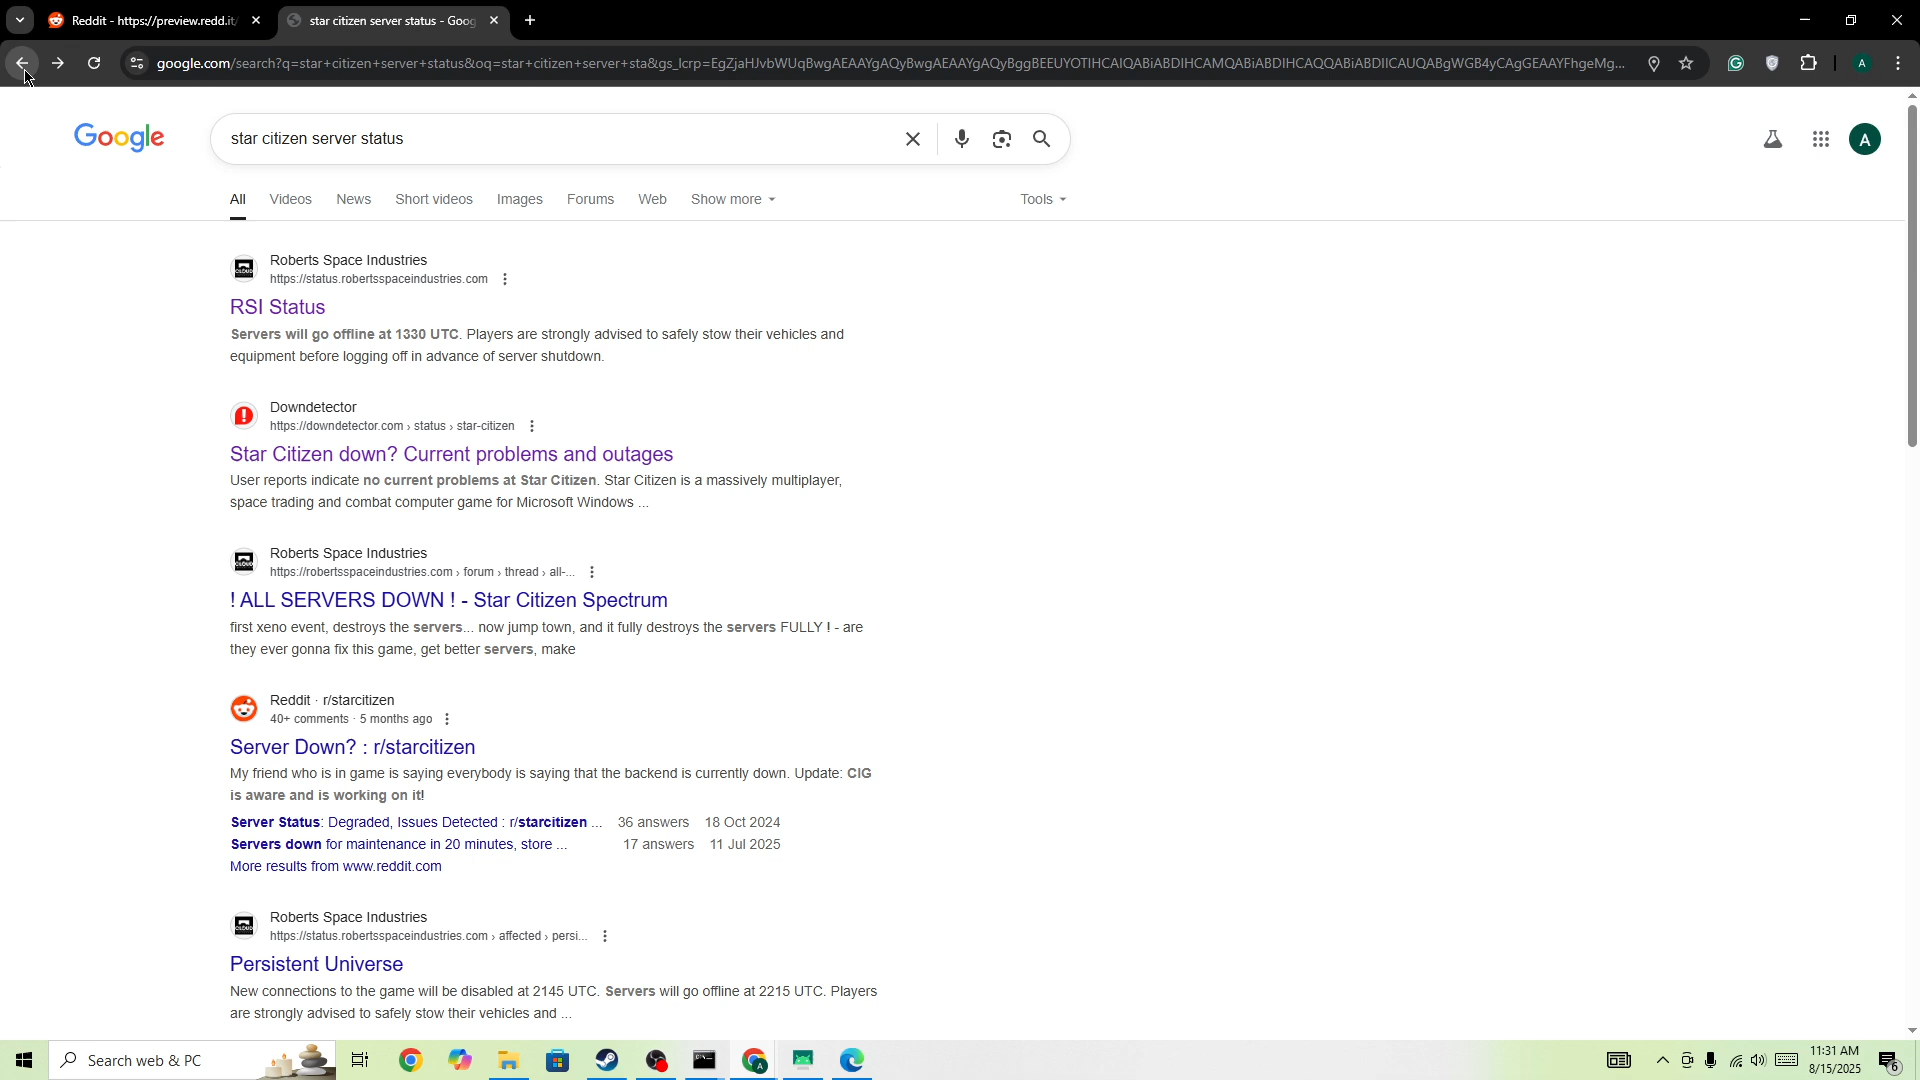 Reddit - https://preview.redd.it/
star citizen server status - Goog
google.com/search?q=star+citizen+server+status&oq=star+citizen+server+sta&gs_lcrp=EgZjaHJvbWUqBwgAEAAYgAQyBwgAEAAYgAQyBggBEEUYOTIHCAIQABiABDIHCAMQABiABDIHCAQQABiABDIICAUQABgWGB4yCAgGEAAYFhgeMg...
A
Google
star citizen server status
A
All
Videos
News
Short videos
Images
Forums
Web
Show more
Tools
Roberts Space Industries
https://status.robertsspaceindustries.com
RSI Status
Servers will go offline at 1330 UTC. Players are strongly advised to safely stow their vehicles and
equipment before logging off in advance of server shutdown.
Downdetector
https://downdetector.com › status › star-citizen
Star Citizen down? Current problems and outages
User reports indicate no current problems at Star Citizen. Star Citizen is a massively multiplayer,
space trading and combat computer game for Microsoft Windows ...
Roberts Space Industries
https://robertsspaceindustries.com › forum › thread › all-...
! ALL SERVERS DOWN ! - Star Citizen Spectrum
first xeno event, destroys the servers... now jump town, and it fully destroys the servers FULLY ! - are
they ever gonna fix this game, get better servers, make
Reddit · r/starcitizen
40+ comments · 5 months ago
Server Down? : r/starcitizen
My friend who is in game is saying everybody is saying that the backend is currently down. Update: CIG
is aware and is working on it!
Server Status: Degraded, Issues Detected : r/starcitizen ... 36 answers 18 Oct 2024
Servers down for maintenance in 20 minutes, store ... 17 answers 11 Jul 2025
More results from www.reddit.com
Roberts Space Industries
https://status.robertsspaceindustries.com › affected › persi...
Persistent Universe
New connections to the game will be disabled at 2145 UTC. Servers will go offline at 2215 UTC. Players
are strongly advised to safely stow their vehicles and ...
Search web & PC
11:31 AM
8/15/2025
6